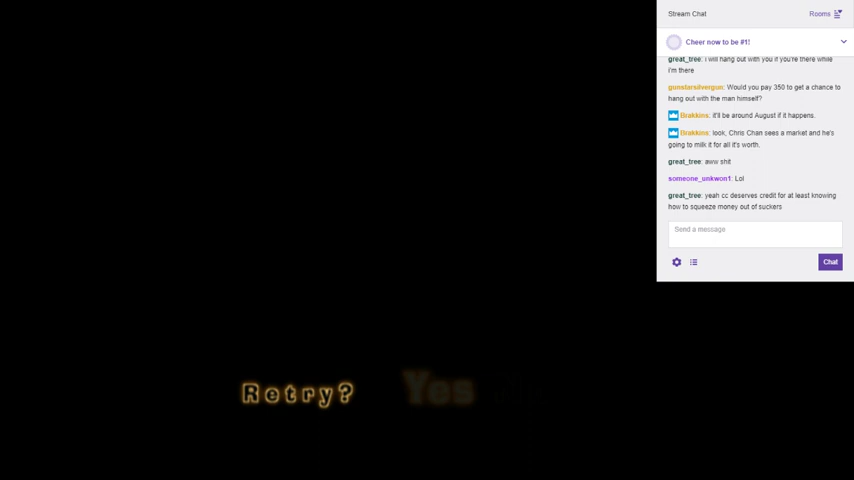 Stream Chat
Rooms
Cheer now to be #1!
great_tree: i will hang out with you if you're there while
i'm there
gunstarsilvergun: Would you pay 350 to get a chance to
hang out with the man himself?
Brakkins: it'll be around August if it happens.
Brakkins: look, Chris Chan sees a market and he's
going to milk it for all it's worth.
great_tree: aww shit
someone_unkwon1: Lol
great_tree: yeah cc deserves credit for at least knowing
how to squeeze money out of suckers
Send a message
Chat
Retry? Yes No